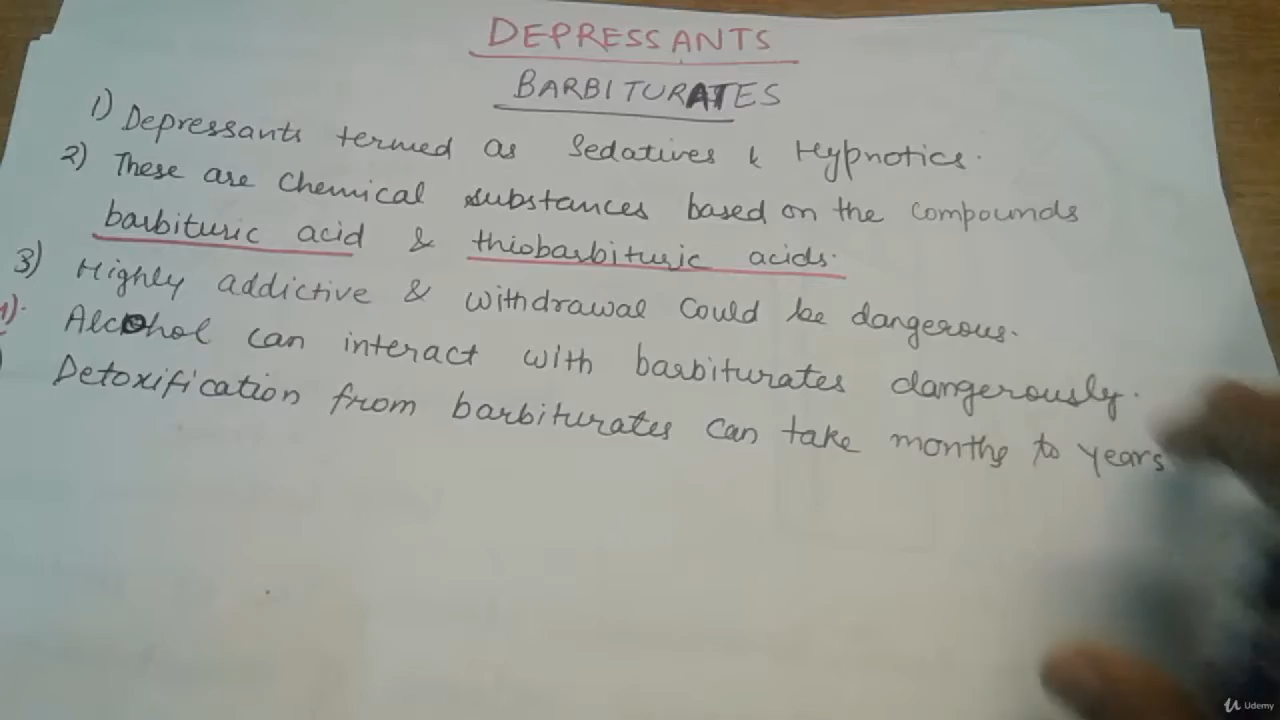 DEPRESSANTS
BARBITURATES
1) Depressants termed as Sedatives & Hypnotics.
2) These are chemical substances based on the compounds
barbituric acid & thiobarbituric acids.
3) Highly addictive & withdrawal could be dangerous.
4). Alcohol can interact with barbiturates dangerously.
) Detoxification from barbiturates can take months to years
Udemy